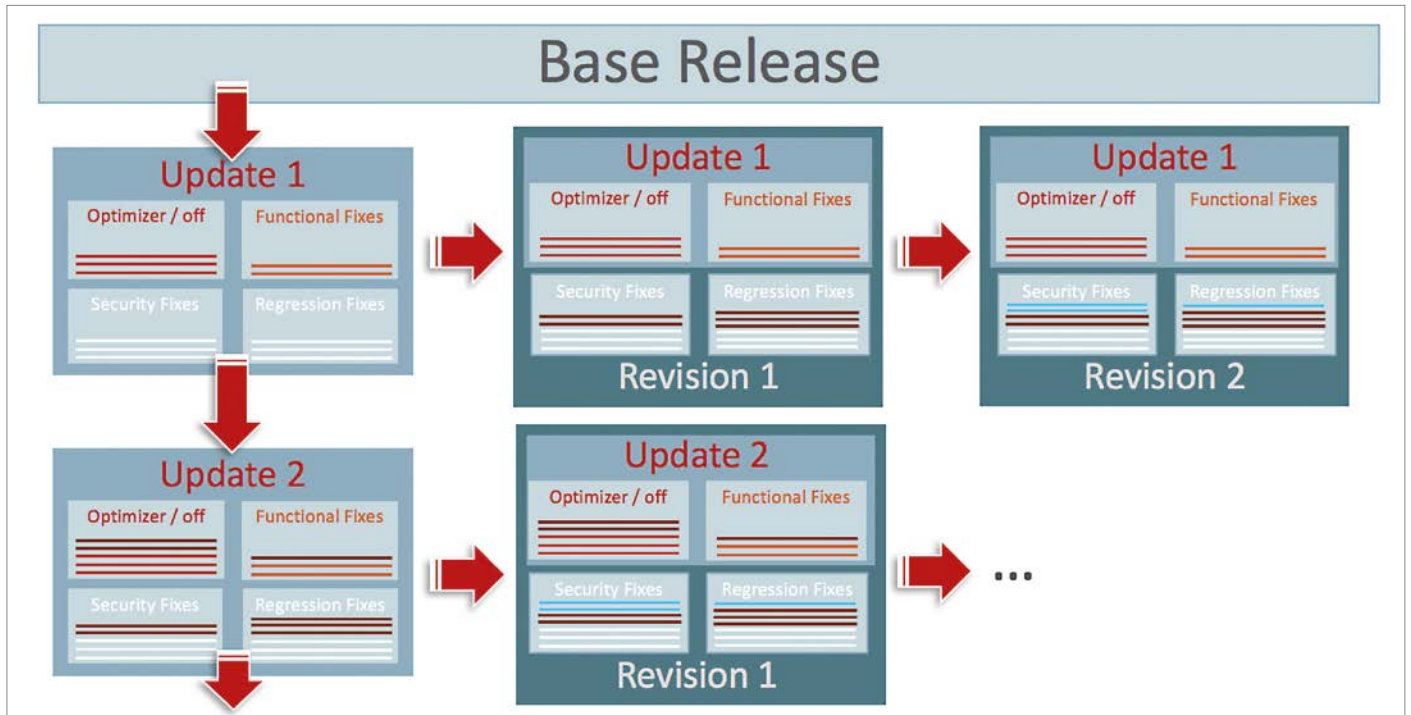 Base Release
Update 1
Optimizer / off
Functional Fixes
Security Fixes
Regression Fixes
Update 1
Optimizer / off
Functional Fixes
Security Fixes
Regression Fixes
Revision 1
Update 1
Optimizer / off
Functional Fixes
Security Fixes
Regression Fixes
Revision 2
Update 2
Optimizer / off
Functional Fixes
Security Fixes
Regression Fixes
Update 2
Optimizer / off
Functional Fixes
Security Fixes
Regression Fixes
Revision 1
...